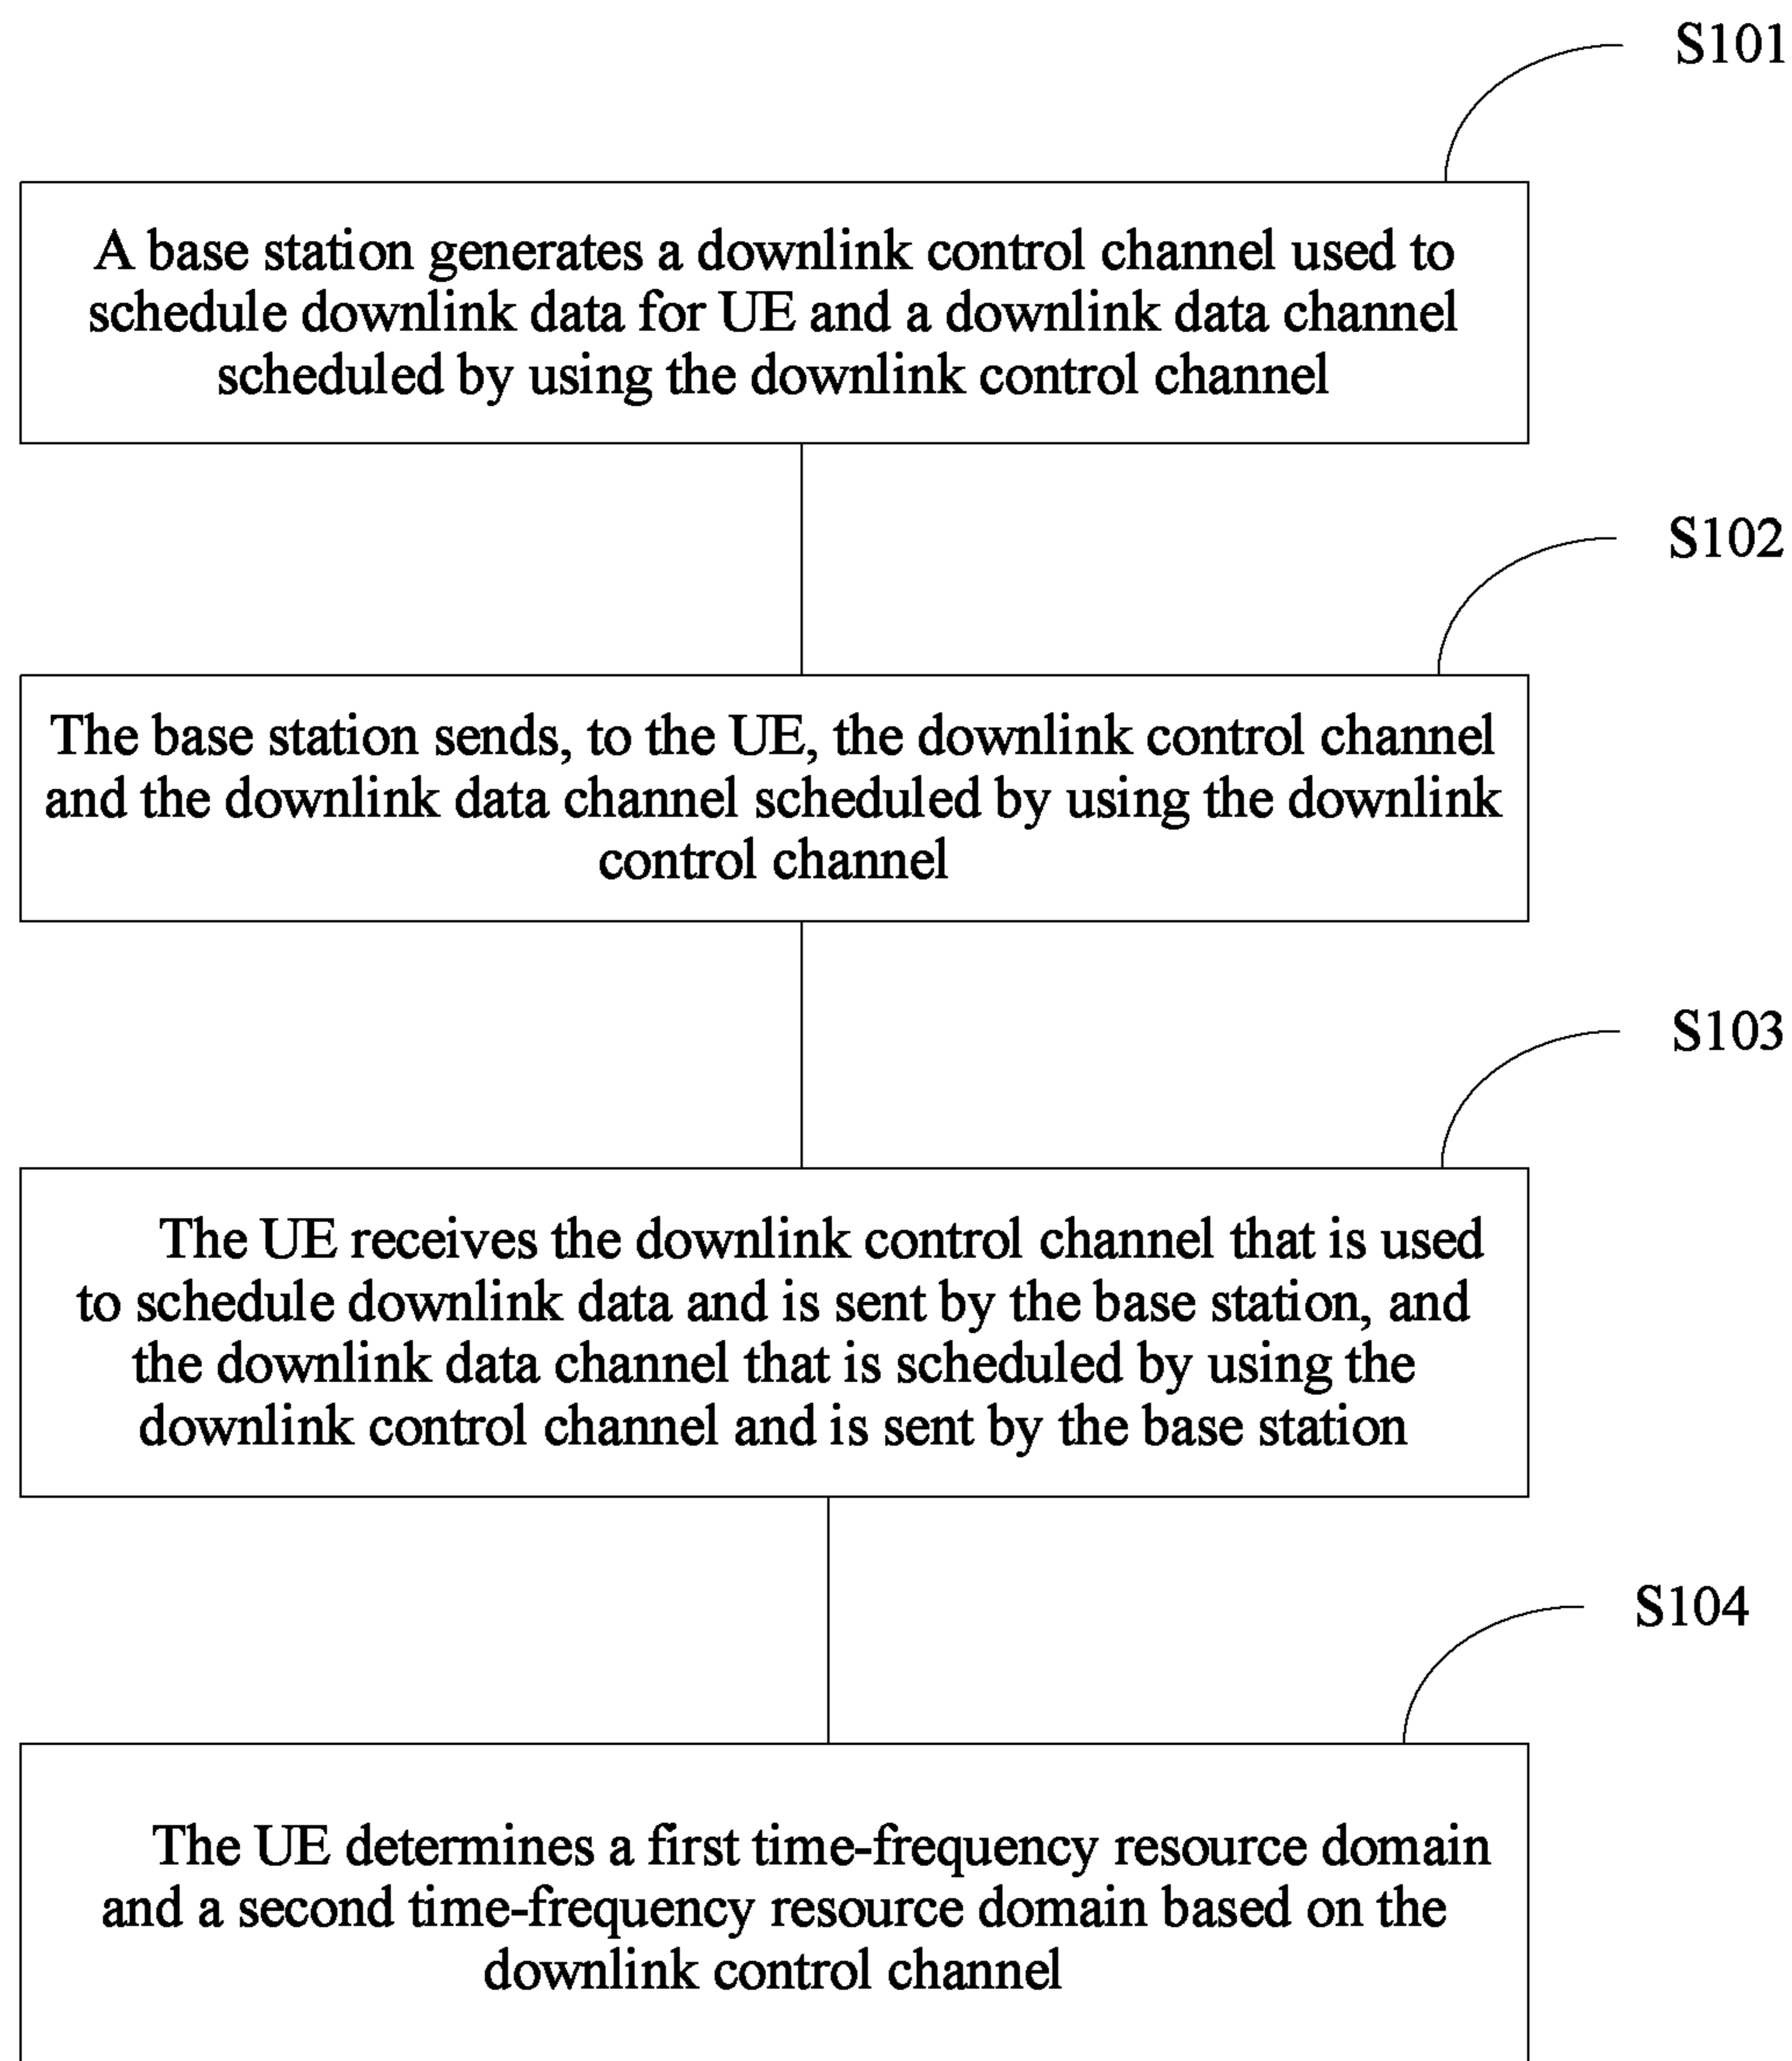 S101
A base station generates a downlink control channel used to
schedule downlink data for UE and a downlink data channel
scheduled by using the downlink control channel
S102
The base station sends, to the UE, the downlink control channel
and the downlink data channel scheduled by using the downlink
control channel
S103
The UE receives the downlink control channel that is used
to schedule downlink data and is sent by the base station, and
the downlink data channel that is scheduled by using the
downlink control channel and is sent by the base station
S104
The UE determines a first time-frequency resource domain
and a second time-frequency resource domain based on the
downlink control channel